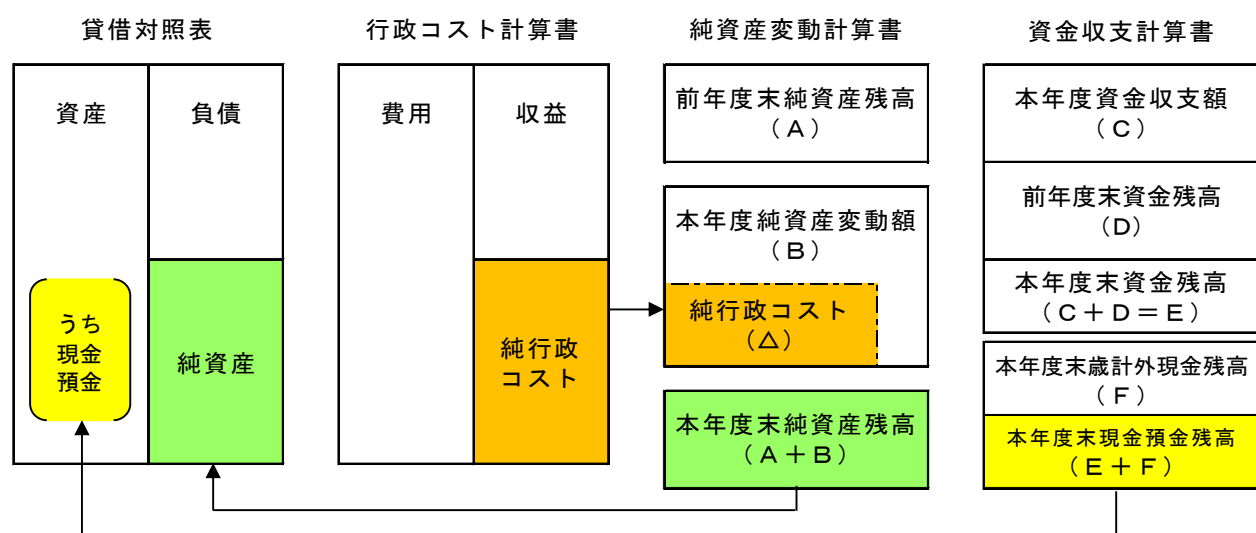 貸借対照表
資産
負債
うち
現金
預金
純資産
行政コスト計算書
費用
収益
純行政
コスト
純資産変動計算書
前年度末純資産残高
(A)
本年度純資産変動額
(B)
純行政コスト
(△)
本年度末純資産残高
(A+B)
資金収支計算書
本年度資金収支額
(C)
前年度末資金残高
(D)
本年度末資金残高
(C+D=E)
本年度末歳計外現金残高
(F)
本年度末現金預金残高
(E+F)